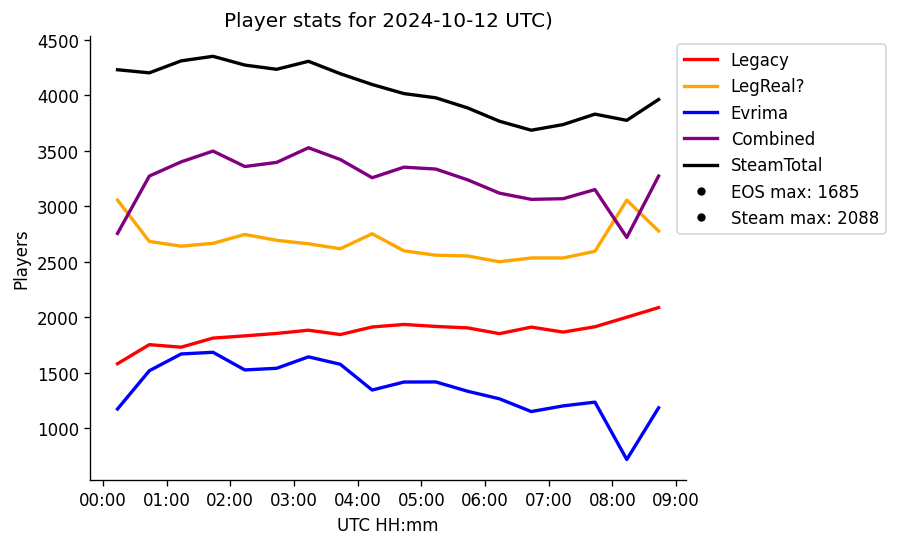 Player stats for 2024-10-12 UTC)
4500
4000
3500
3000
2500
2000
1500
1000
Players
00:00 01:00 02:00 03:00 04:00 05:00 06:00 07:00 08:00 09:00
UTC HH:mm
Legacy
LegReal?
Evrima
Combined
SteamTotal
EOS max: 1685
Steam max: 2088